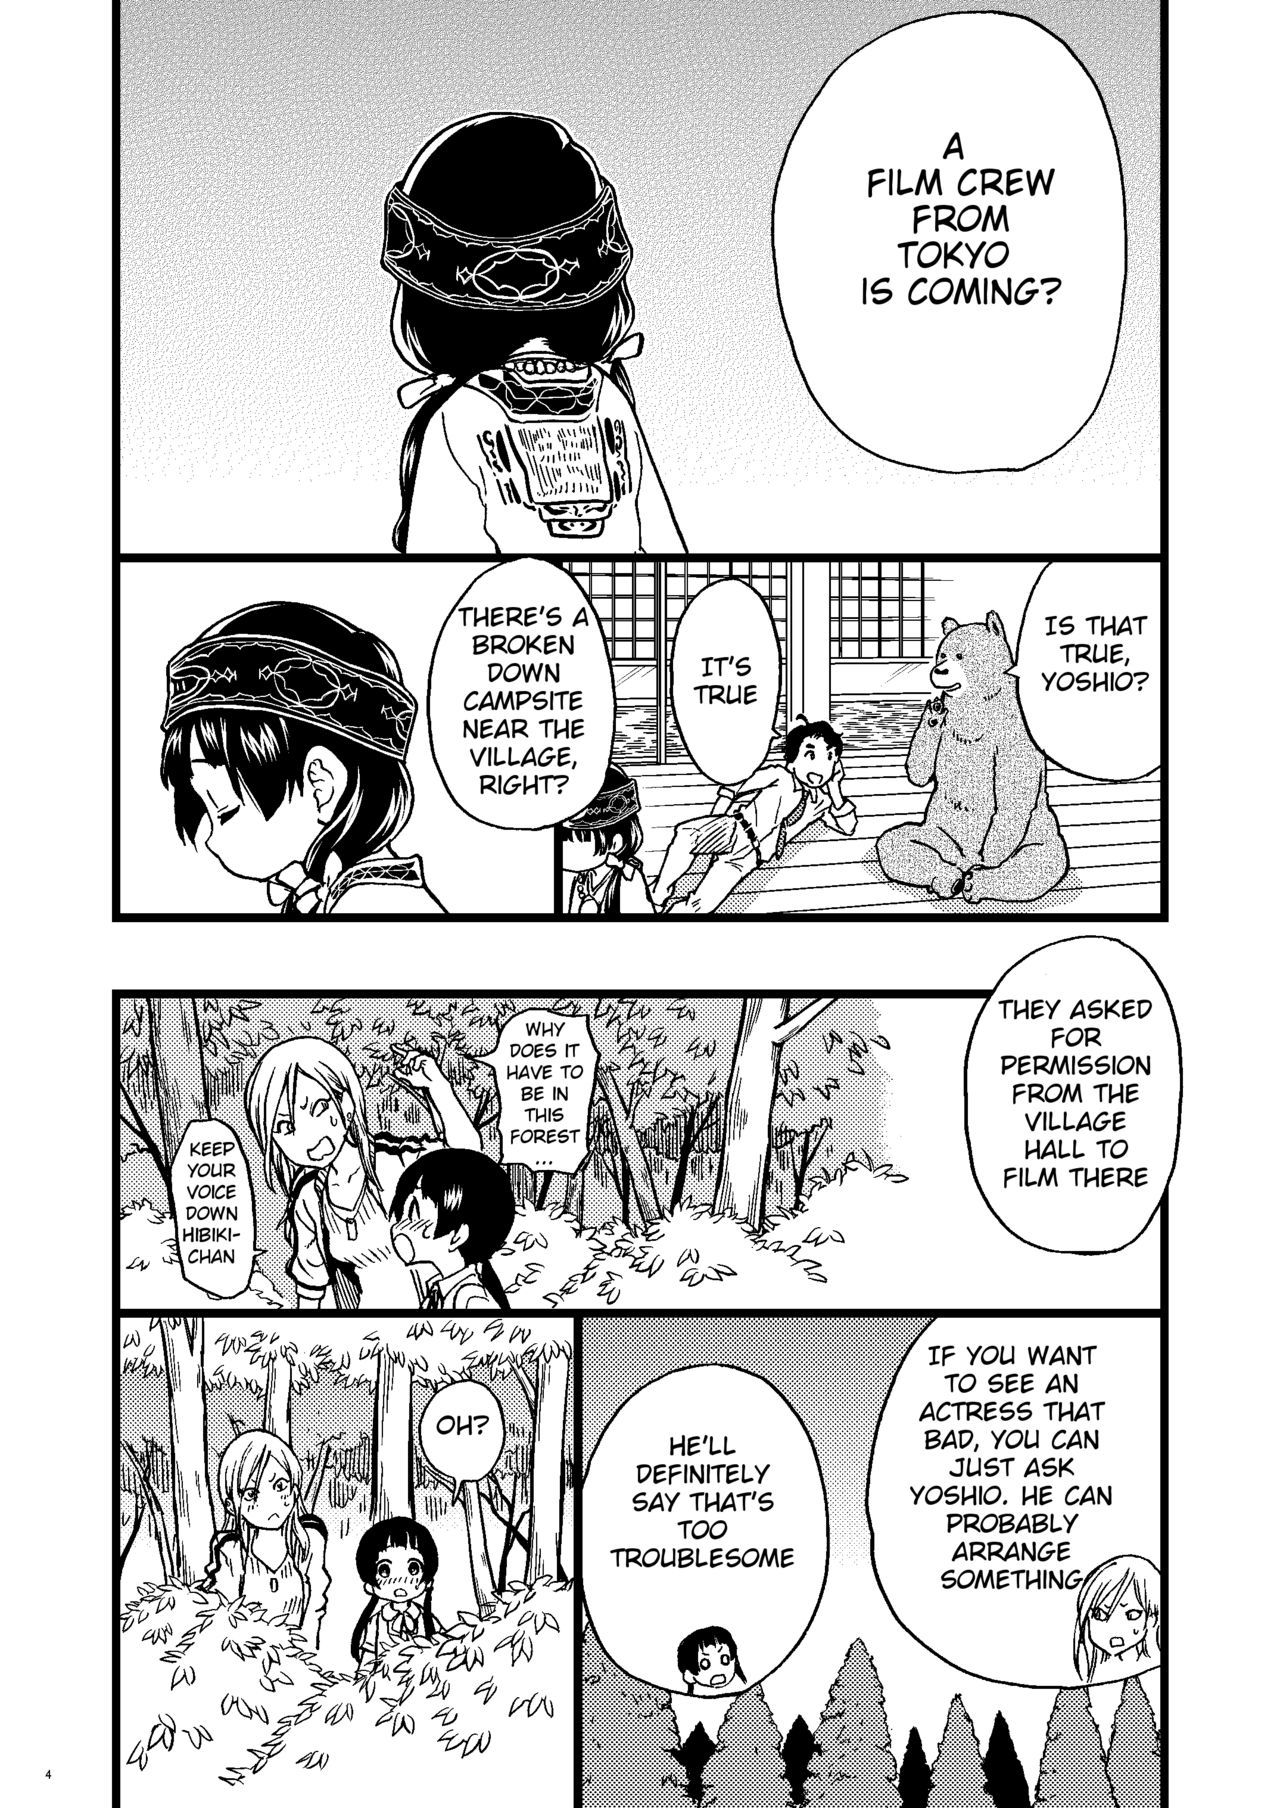 A
FILM CREW
FROM
TOKYO
IS COMING?
IS THAT
TRUE,
YOSHIO?
IT'S
TRUE
THERE'S A
BROKEN
DOWN
CAMPSITE
NEAR THE
VILLAGE,
RIGHT?
THEY ASKED
FOR
PERMISSION
FROM THE
VILLAGE
HALL TO
FILM THERE
WHY
DOES IT
HAVE TO
BE IN
THIS
FOREST
...
KEEP
YOUR
VOICE
DOWN
HIBIKI-
CHAN
IF YOU WANT
TO SEE AN
ACTRESS THAT
BAD, YOU CAN
JUST ASK
YOSHIO. HE CAN
PROBABLY
ARRANGE
SOMETHING
HE'LL
DEFINITELY
SAY THAT'S
TOO
TROUBLESOME
OH?
4